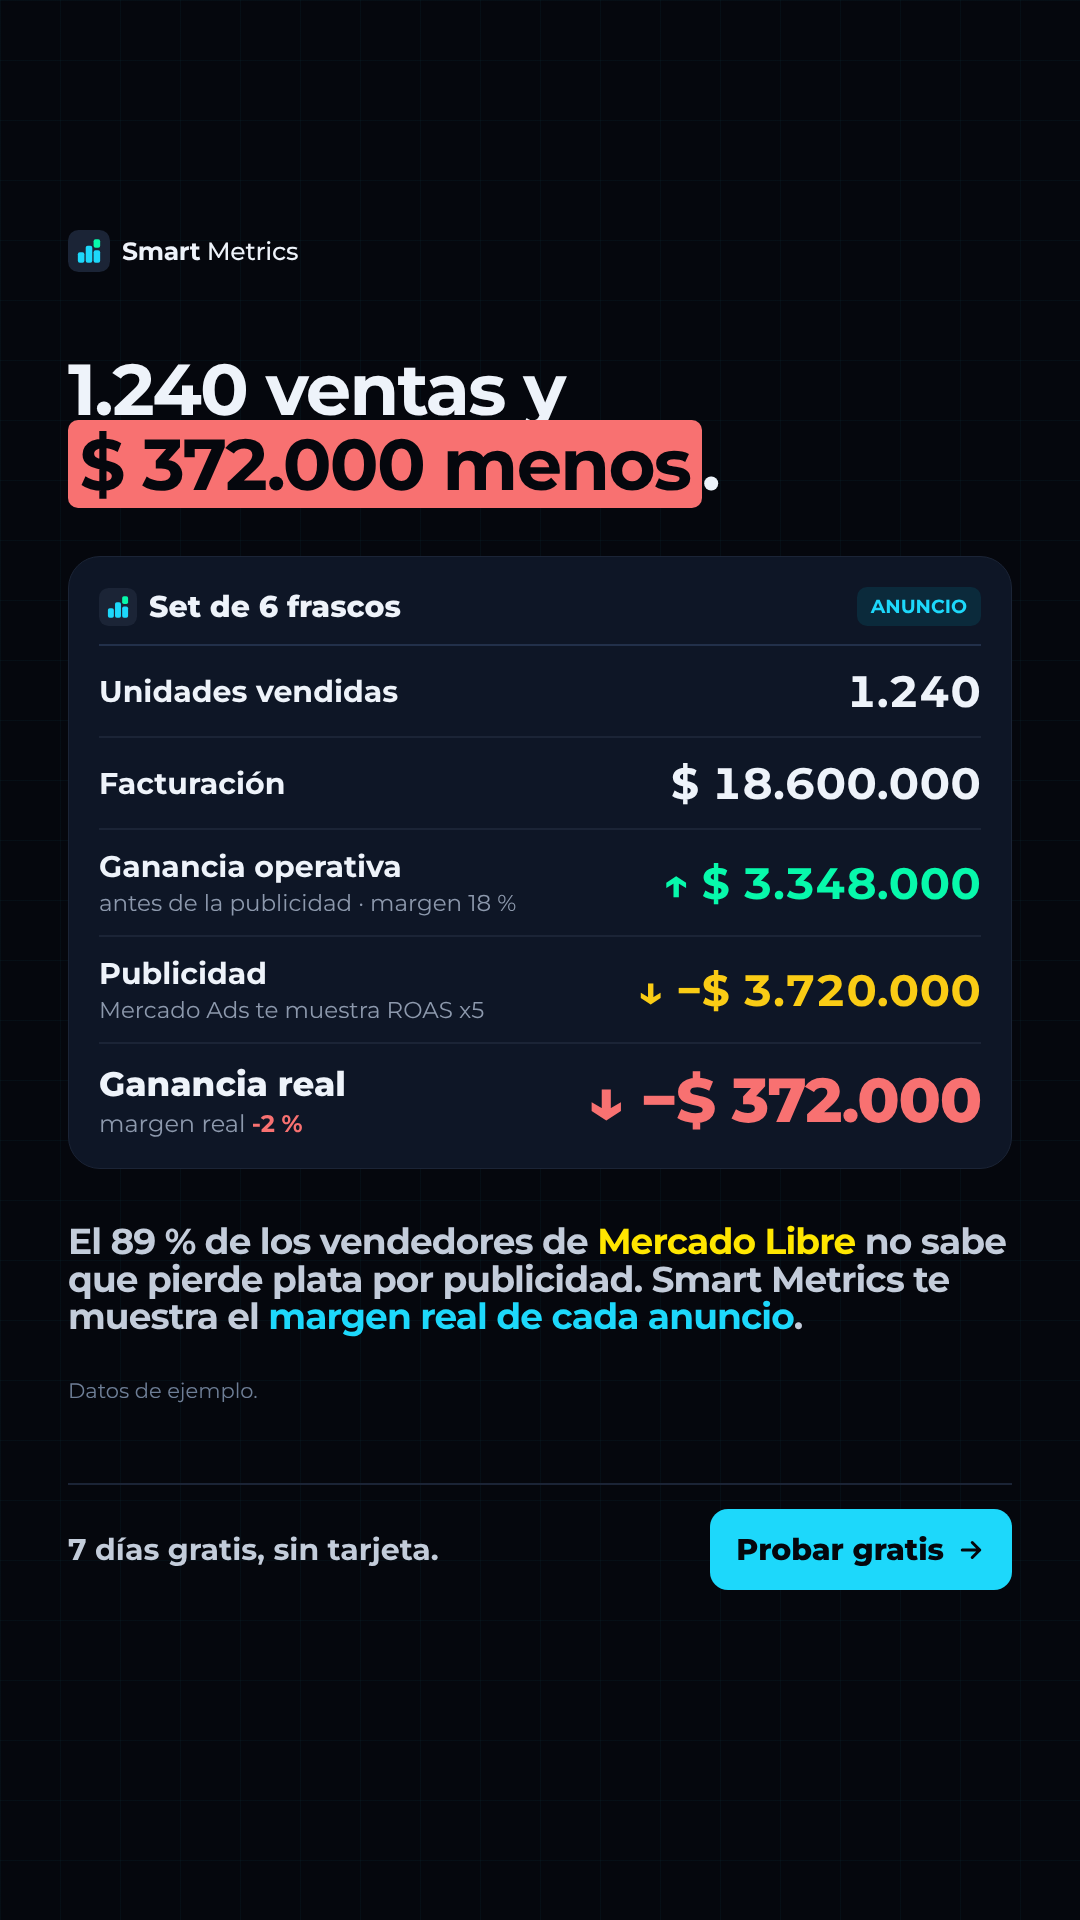 Smart Metrics
1.240 ventas y
$ 372.000 menos.
Set de 6 frascos
ANUNCIO
Unidades vendidas
1.240
Facturación
$ 18.600.000
Ganancia operativa
antes de la publicidad · margen 18 %
↑ $ 3.348.000
Publicidad
Mercado Ads te muestra ROAS x5
↓ −$ 3.720.000
Ganancia real
margen real -2 %
↓ −$ 372.000
El 89 % de los vendedores de Mercado Libre no sabe
que pierde plata por publicidad. Smart Metrics te
muestra el margen real de cada anuncio.
Datos de ejemplo.
7 días gratis, sin tarjeta.
Probar gratis →